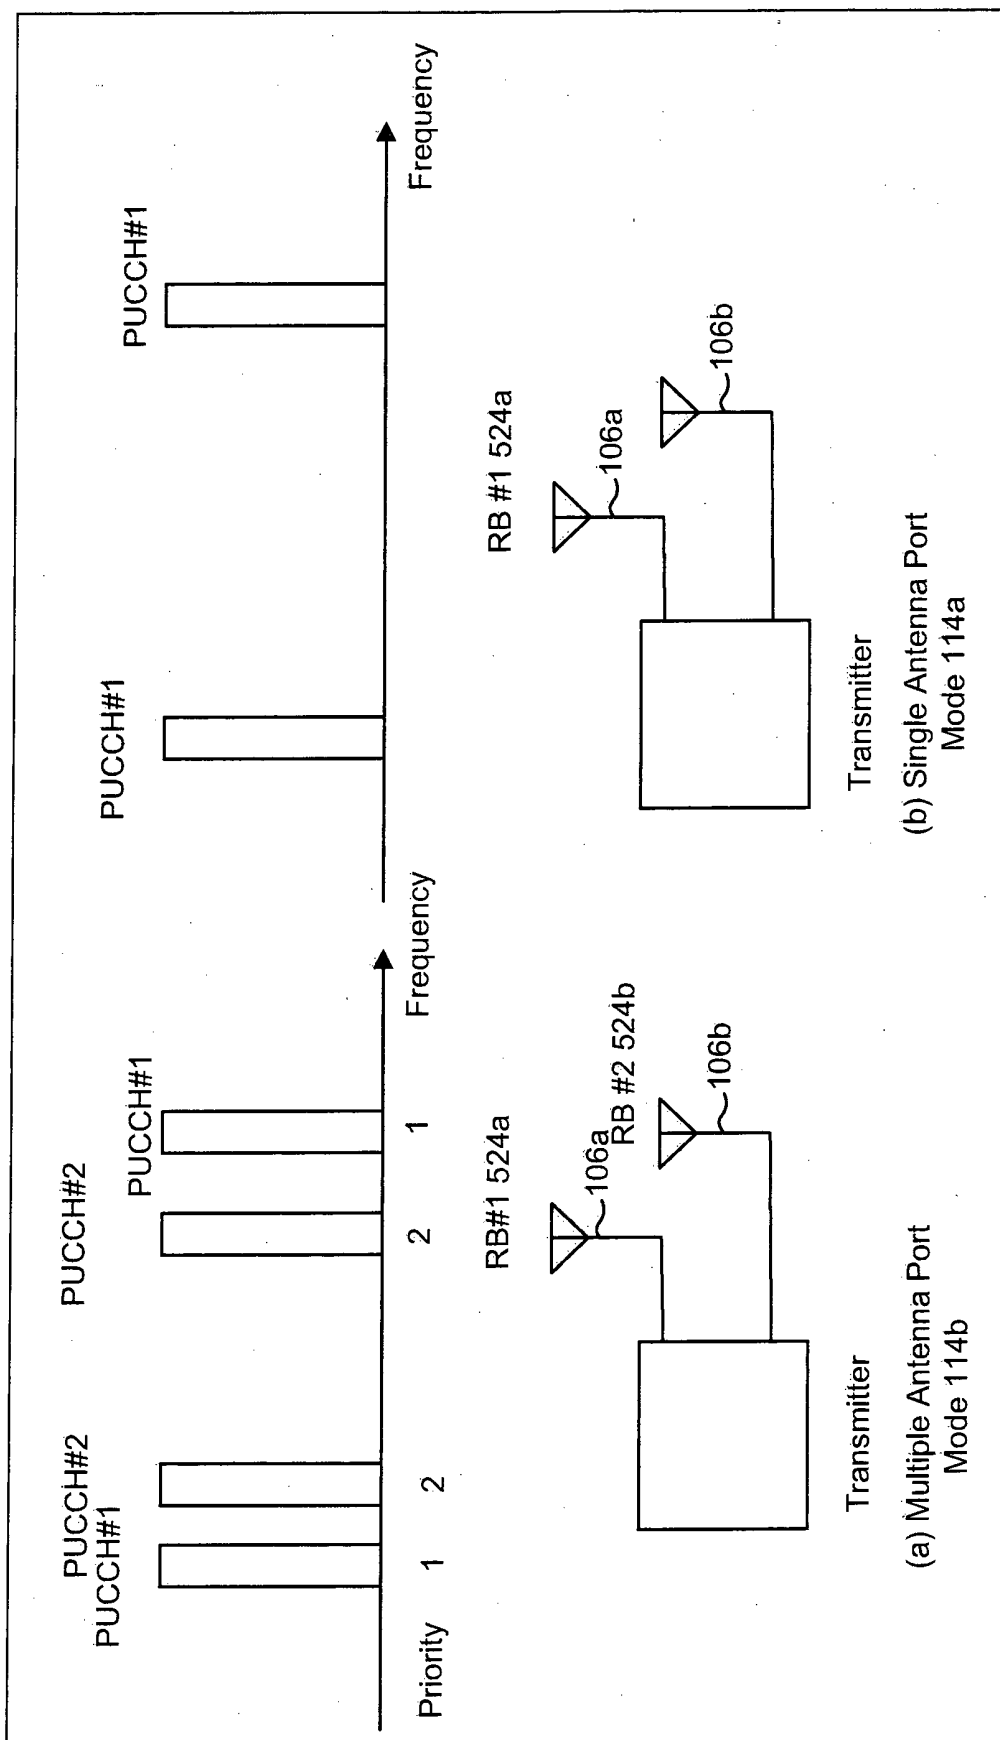 PUCCH#2
PUCCH#1
PUCCH#2
PUCCH#1
Priority
1
2
2
1
Frequency
RB#1 524a
106a
RB #2 524b
106b
Transmitter
(a) Multiple Antenna Port
Mode 114b
PUCCH#1
PUCCH#1
Frequency
RB #1 524a
106a
106b
Transmitter
(b) Single Antenna Port
Mode 114a